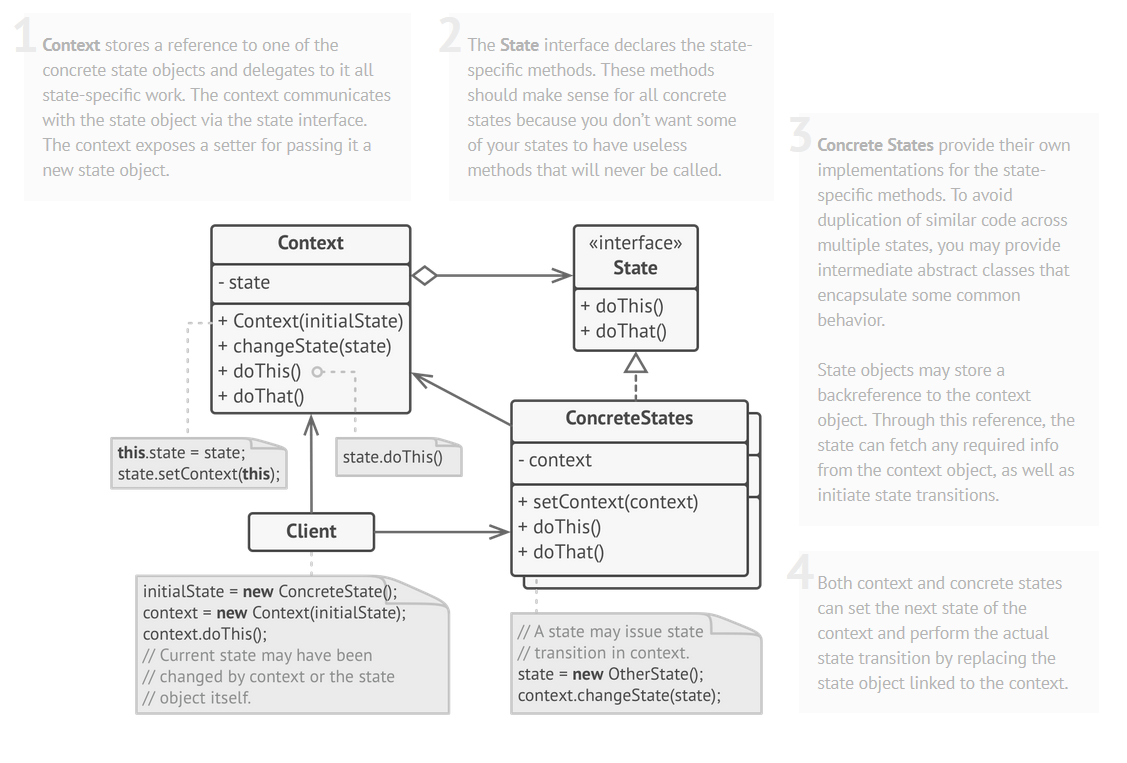 1
Context stores a reference to one of the
concrete state objects and delegates to it all
state-specific work. The context communicates
with the state object via the state interface.
The context exposes a setter for passing it a
new state object.
2
The State interface declares the state-
specific methods. These methods
should make sense for all concrete
states because you don’t want some
of your states to have useless
methods that will never be called.
3
Concrete States provide their own
implementations for the state-
specific methods. To avoid
duplication of similar code across
multiple states, you may provide
intermediate abstract classes that
encapsulate some common
behavior.
State objects may store a
backreference to the context
object. Through this reference, the
state can fetch any required info
from the context object, as well as
initiate state transitions.
4
Both context and concrete states
can set the next state of the
context and perform the actual
state transition by replacing the
state object linked to the context.
Context
- state
+ Context(initialState)
+ changeState(state)
+ doThis()
+ doThat()
«interface»
State
+ doThis()
+ doThat()
this.state = state;
state.setContext(this);
state.doThis()
ConcreteStates
- context
+ setContext(context)
+ doThis()
+ doThat()
Client
initialState = new ConcreteState();
context = new Context(initialState);
context.doThis();
// Current state may have been
// changed by context or the state
// object itself.
// A state may issue state
// transition in context.
state = new OtherState();
context.changeState(state);